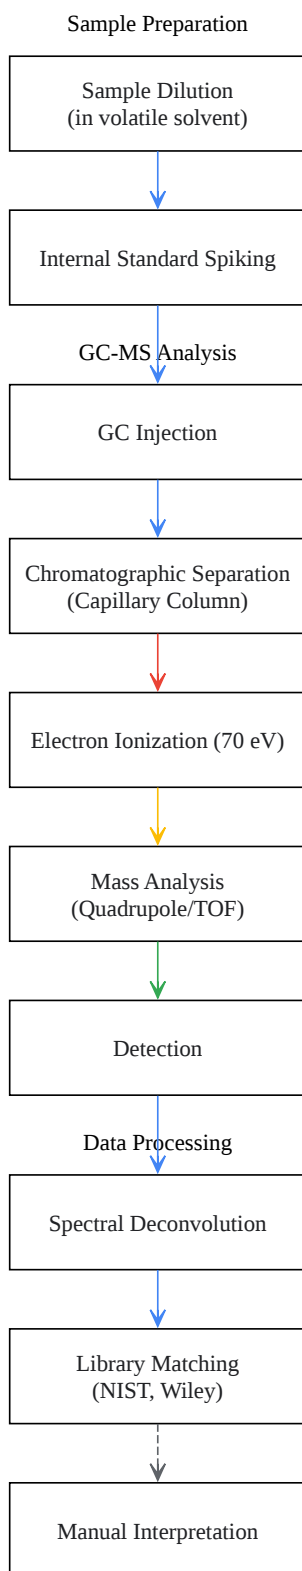 Sample Preparation
Sample Dilution
(in volatile solvent)
Internal Standard Spiking
GC-MS Analysis
GC Injection
Chromatographic Separation
(Capillary Column)
Electron Ionization (70 eV)
Mass Analysis
(Quadrupole/TOF)
Detection
Data Processing
Spectral Deconvolution
Library Matching
(NIST, Wiley)
Manual Interpretation